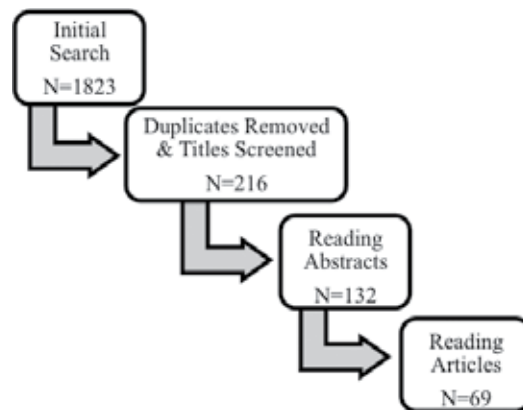 Initial
Search
N=1823
Duplicates Removed
& Titles Screened
N=216
Reading
Abstracts
N=132
Reading
Articles
N=69